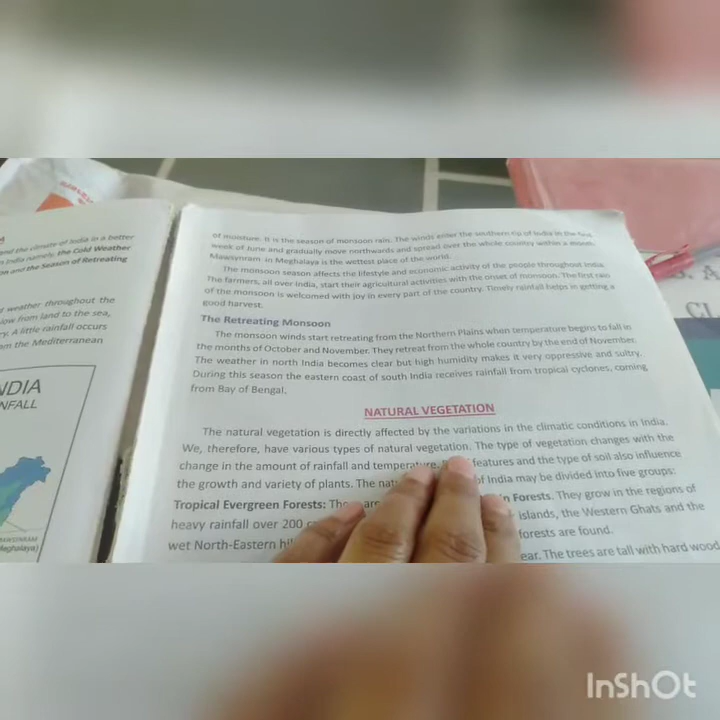 and the climate of India in a better
n India namely, the Cold Weather
on and the Season of Retreating
weather throughout the
low from land to the sea,
ry. A little rainfall occurs
om the Mediterranean
NDIA
NFALL
Meghalaya)
of moisture. It is the season of monsoon rain. The winds enter the southern tip of India in the first
week of June and gradually move northwards and spread over the whole country within a month.
Mawsynram in Meghalaya is the wettest place of the world.
The monsoon season affects the lifestyle and economic activity of the people throughout India.
The farmers, all over India, start their agricultural activities with the onset of monsoon. The first rain
of the monsoon is welcomed with joy in every part of the country. Timely rainfall helps in getting a
good harvest.
The Retreating Monsoon
The monsoon winds start retreating from the Northern Plains when temperature begins to fall in
the months of October and November. They retreat from the whole country by the end of November.
The weather in north India becomes clear but high humidity makes it very oppressive and sultry.
During this season the eastern coast of south India receives rainfall from tropical cyclones, coming
from Bay of Bengal.
NATURAL VEGETATION
The natural vegetation is directly affected by the variations in the climatic conditions in India.
We, therefore, have various types of natural vegetation. The type of vegetation changes with the
change in the amount of rainfall and temperature. features and the type of soil also influence
the growth and variety of plants. The nat of India may be divided into five groups:
Tropical Evergreen Forests: The are n Forests. They grow in the regions of
heavy rainfall over 200 c islands, the Western Ghats and the
wet North-Eastern hil forests are found.
ear. The trees are tall with hard wood
InShOt